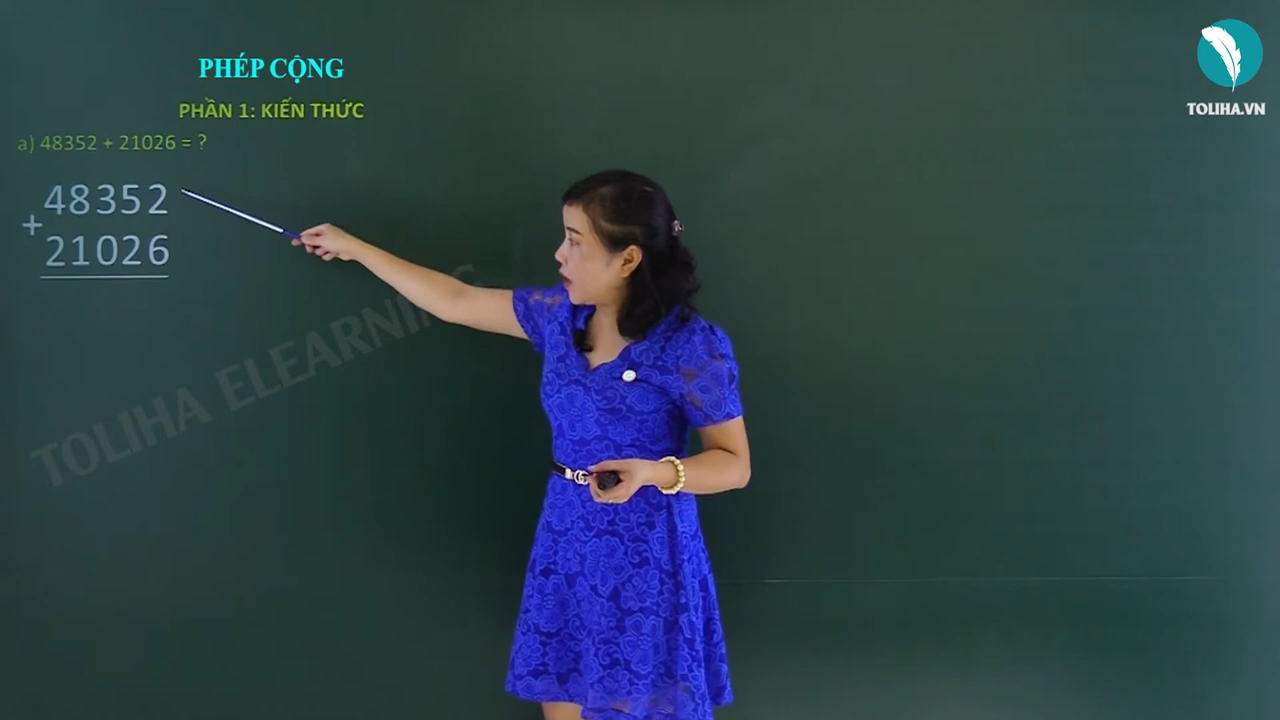 PHÉP CỘNG
PHẦN 1: KIẾN THỨC
a) 48352 + 21026 = ?
48352
+
21026
TOLIHA ELEARNING
TOLIHA.VN